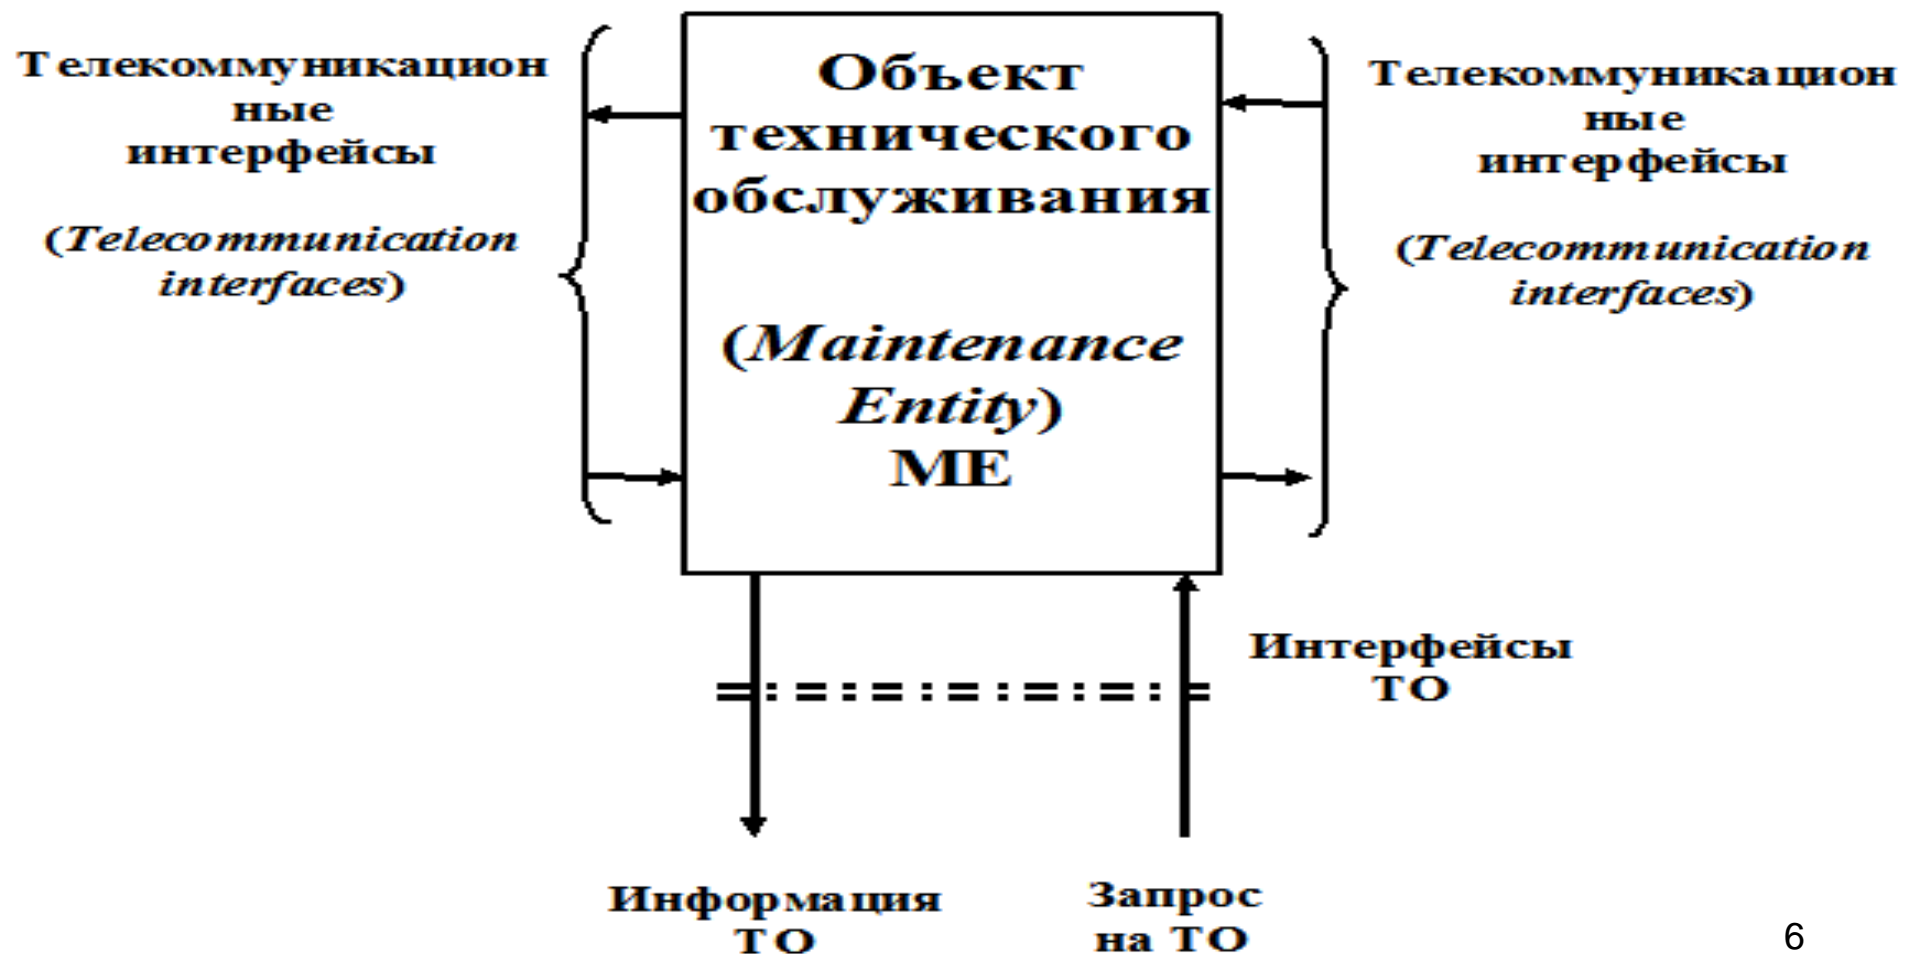 Телекоммуникацион
ные
интерфейсы
(Telecommunication
interfaces)
Объект
технического
обслуживания
(Maintenance
Entity)
МЕ
Телекоммуникацион
ные
интерфейсы
(Telecommunication
interfaces)
Интерфейсы
ТО
Информация
ТО
Запрос
на ТО
6